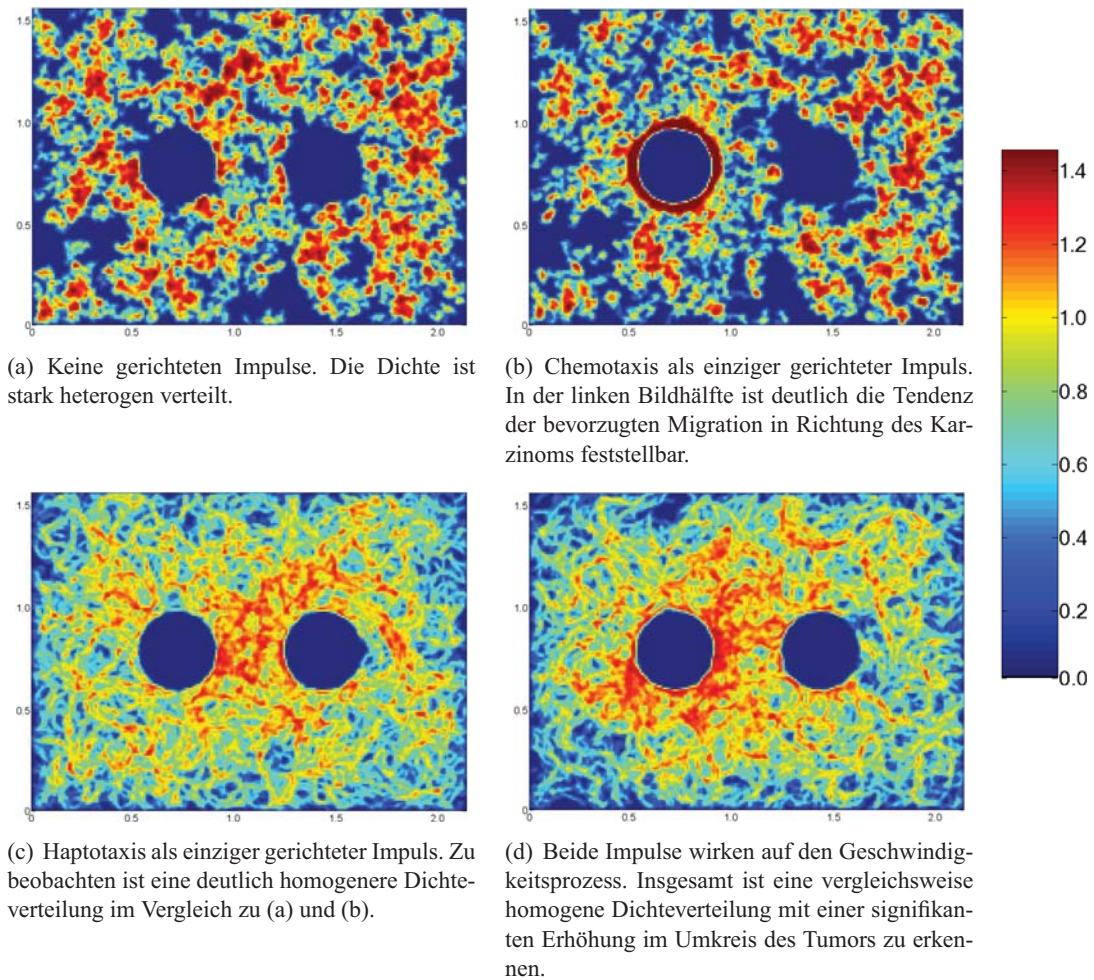 1.5
1.0
0.5
0
0 0.5 1.0 1.5 2.0
1.5
1.0
0.5
0
0 0.5 1.0 1.5 2.0
(a) Keine gerichteten Impulse. Die Dichte ist
stark heterogen verteilt.
(b) Chemotaxis als einziger gerichteter Impuls.
In der linken Bildhälfte ist deutlich die Tendenz
der bevorzugten Migration in Richtung des Kar-
zinoms feststellbar.
1.4
1.2
1.0
0.8
0.6
0.4
0.2
0.0
1.5
1.0
0.5
0
0 0.5 1.0 1.5 2.0
1.5
1.0
0.5
0
0 0.5 1.0 1.5 2.0
(c) Haptotaxis als einziger gerichteter Impuls. Zu
beobachten ist eine deutlich homogenere Dichte-
verteilung im Vergleich zu (a) und (b).
(d) Beide Impulse wirken auf den Geschwindig-
keitsprozess. Insgesamt ist eine vergleichsweise
homogene Dichteverteilung mit einer signifikan-
ten Erhöhung im Umkreis des Tumors zu erken-
nen.